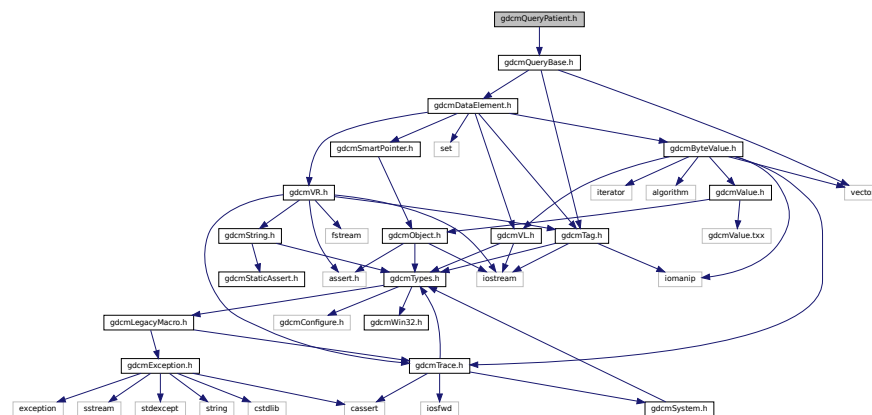 gdcmQueryPatient.h
gdcmQueryBase.h
gdcmDataElement.h
gdcmSmartPointer.h
set
gdcmByteValue.h
gdcmVR.h
iterator
algorithm
gdcmValue.h
vector
gdcmString.h
fstream
gdcmObject.h
gdcmVL.h
gdcmTag.h
gdcmValue.txx
gdcmStaticAssert.h
assert.h
gdcmTypes.h
iostream
iomanip
gdcmLegacyMacro.h
gdcmConfigure.h
gdcmWin32.h
gdcmException.h
gdcmTrace.h
exception
sstream
stdexcept
string
cstdlib
cassert
iosfwd
gdcmSystem.h